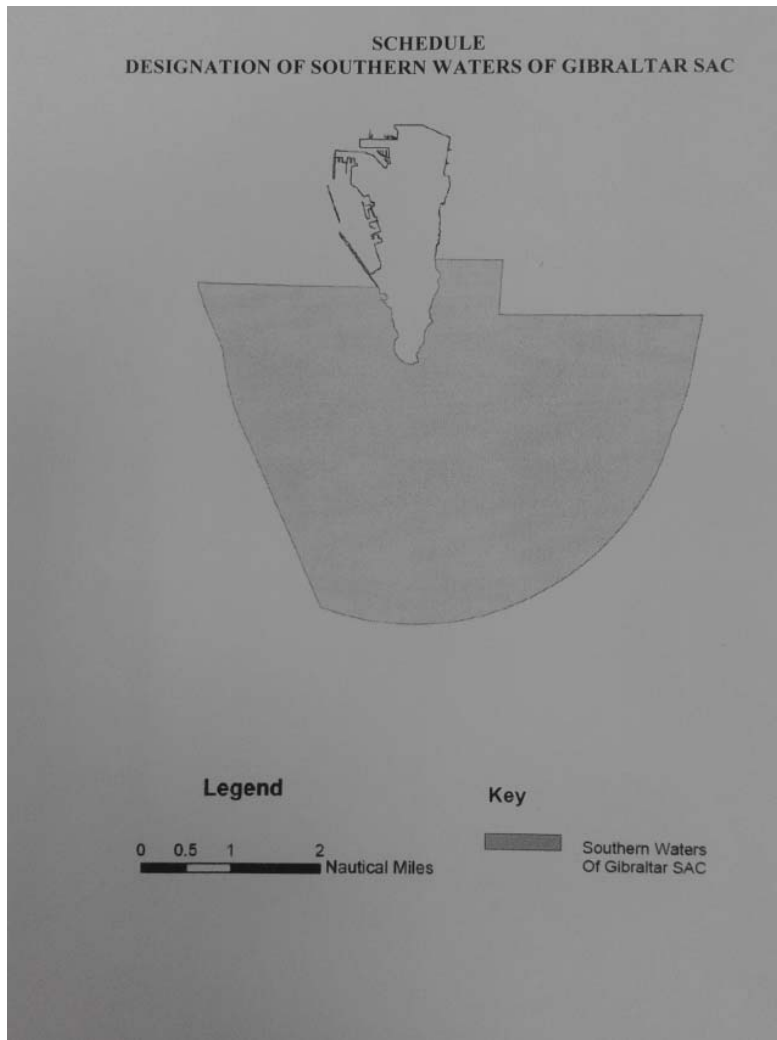 SCHEDULE
DESIGNATION OF SOUTHERN WATERS OF GIBRALTAR SAC
Legend
0 0.5 1 2
Nautical Miles
Key
Southern Waters
Of Gibraltar SAC